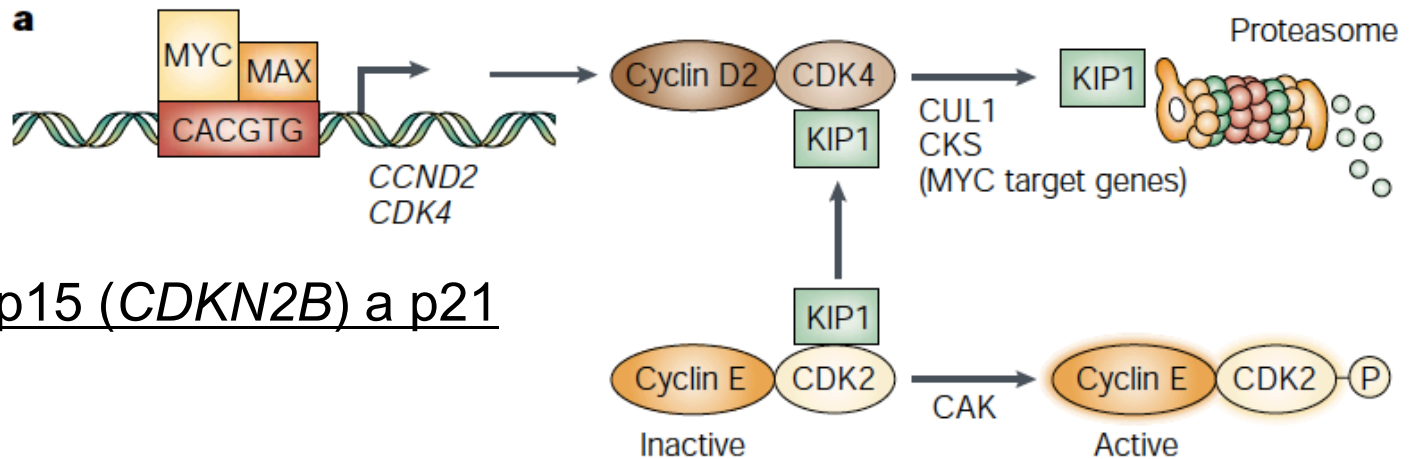 a
MYC
MAX
CACGTG
CCND2
CDK4
Cyclin D2
CDK4
KIP1
CUL1
CKS
(MYC target genes)
Proteasome
KIP1
p15 (CDKN2B) a p21
KIP1
Cyclin E
CDK2
Inactive
CAK
Cyclin E
CDK2
P
Active